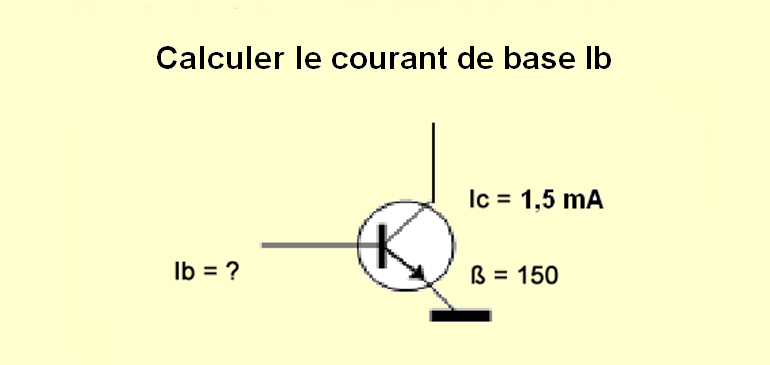 Calculer le courant de base Ib
Ic = 1,5 mA
Ib = ?
ß = 150